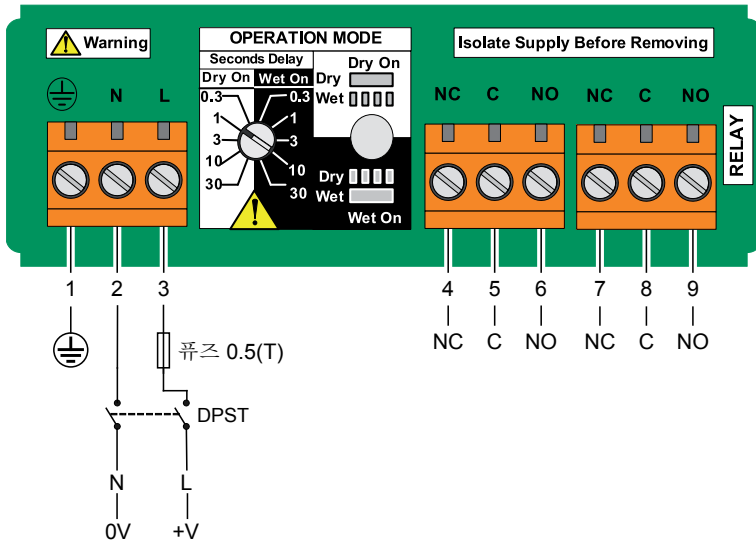 Warning
OPERATION MODE
Isolate Supply Before Removing
Seconds Delay
Dry On Wet On
Dry On
Dry
Wet
0.3 0.3
1 1
3 3
10 10
30 30
Dry
Wet
Wet On
N L
NC C NO NC C NO
RELAY
1 2 3 4 5 6 7 8 9
NC C NO NC C NO
퓨즈 0.5(T)
DPST
N L
0V +V